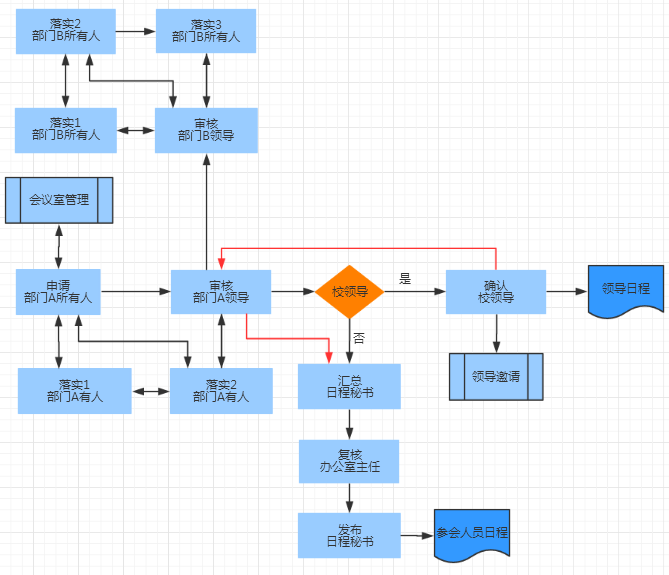 落实2
部门B所有人
落实3
部门B所有人
落实1
部门B所有人
审核
部门B领导
会议室管理
申请
部门A所有人
审核
部门A领导
校领导
是
确认
校领导
领导日程
否
落实1
部门A有人
落实2
部门A有人
汇总
日程秘书
领导邀请
复核
办公室主任
发布
日程秘书
参会人员日程